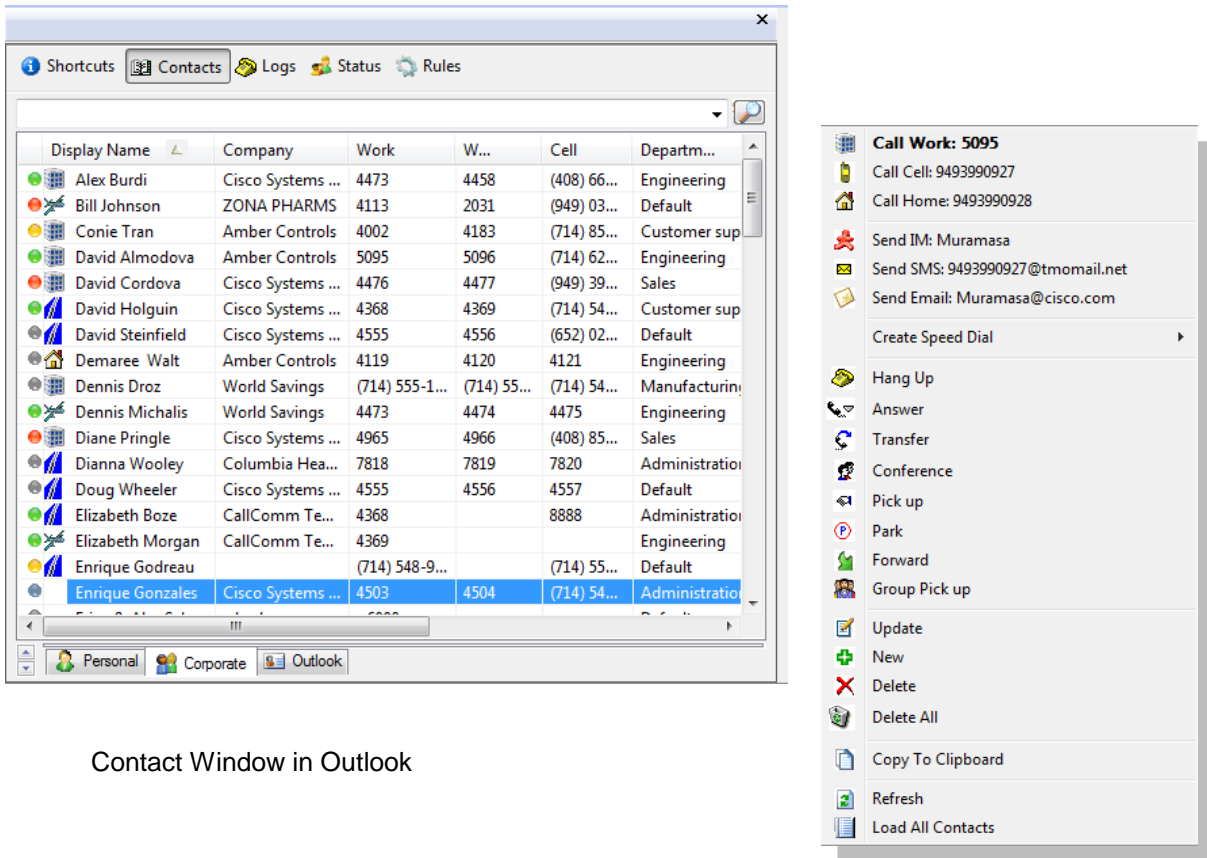 ×
Shortcuts Contacts Logs Status Rules
Display Name Company Work W... Cell Departm...
Alex Burdi Cisco Systems ... 4473 4458 (408) 66... Engineering
Bill Johnson ZONA PHARMS 4113 2031 (949) 03... Default
Conie Tran Amber Controls 4002 4183 (714) 85... Customer sup
David Almodova Amber Controls 5095 5096 (714) 62... Engineering
David Cordova Cisco Systems ... 4476 4477 (949) 39... Sales
David Holguin Cisco Systems ... 4368 4369 (714) 54... Customer sup
David Steinfield Cisco Systems ... 4555 4556 (652) 02... Default
Demaree Walt Amber Controls 4119 4120 4121 Engineering
Dennis Droz World Savings (714) 555-1... (714) 55... (714) 54... Manufacturing
Dennis Michalis World Savings 4473 4474 4475 Engineering
Diane Pringle Cisco Systems ... 4965 4966 (408) 85... Sales
Dianna Wooley Columbia Hea... 7818 7819 7820 Administration
Doug Wheeler Cisco Systems ... 4555 4556 4557 Default
Elizabeth Boze CallComm Te... 4368 8888 Administration
Elizabeth Morgan CallComm Te... 4369 Engineering
Enrique Godreau (714) 548-9... (714) 55... Default
Enrique Gonzales Cisco Systems ... 4503 4504 (714) 54... Administration
Personal Corporate Outlook
Contact Window in Outlook
Call Work: 5095
Call Cell: 9493990927
Call Home: 9493990928
Send IM: Muramasa
Send SMS: 9493990927@tmomail.net
Send Email: Muramasa@cisco.com
Create Speed Dial
Hang Up
Answer
Transfer
Conference
Pick up
P Park
Forward
Group Pick up
Update
New
Delete
Delete All
Copy To Clipboard
Refresh
Load All Contacts